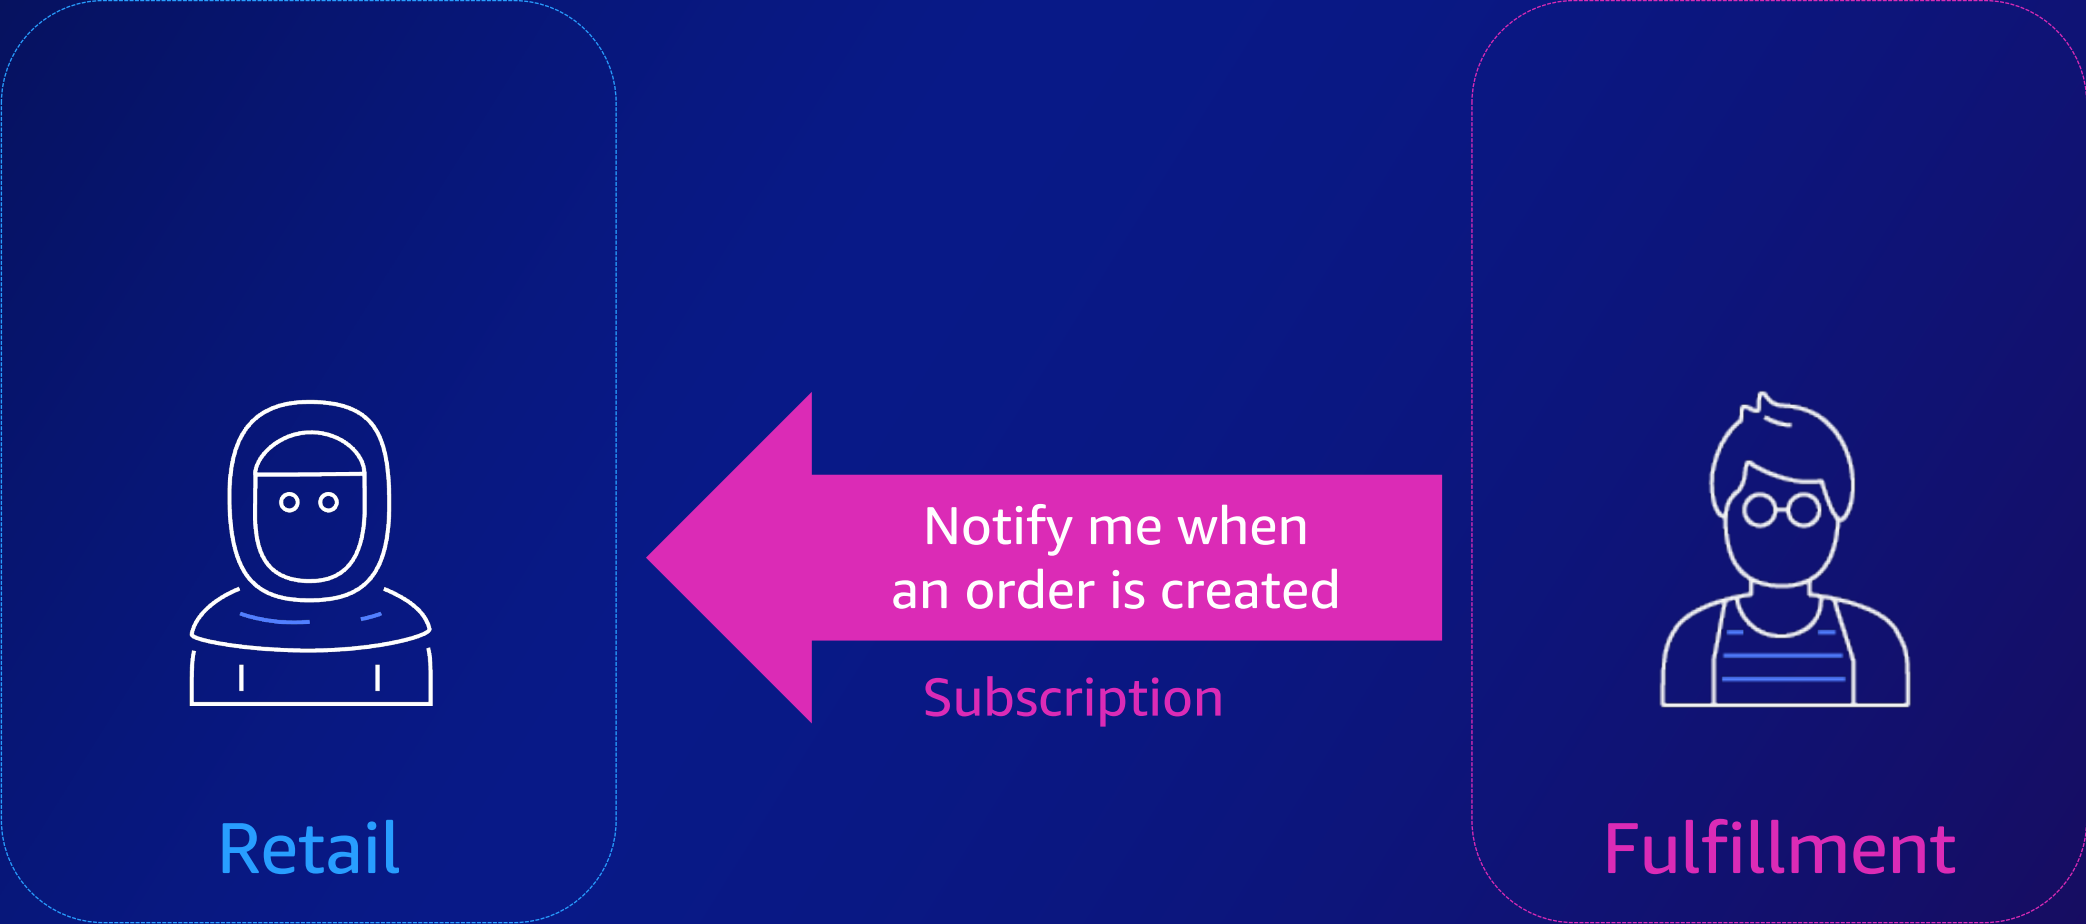 Notify me when
an order is created
Subscription
Retail
Fulfillment